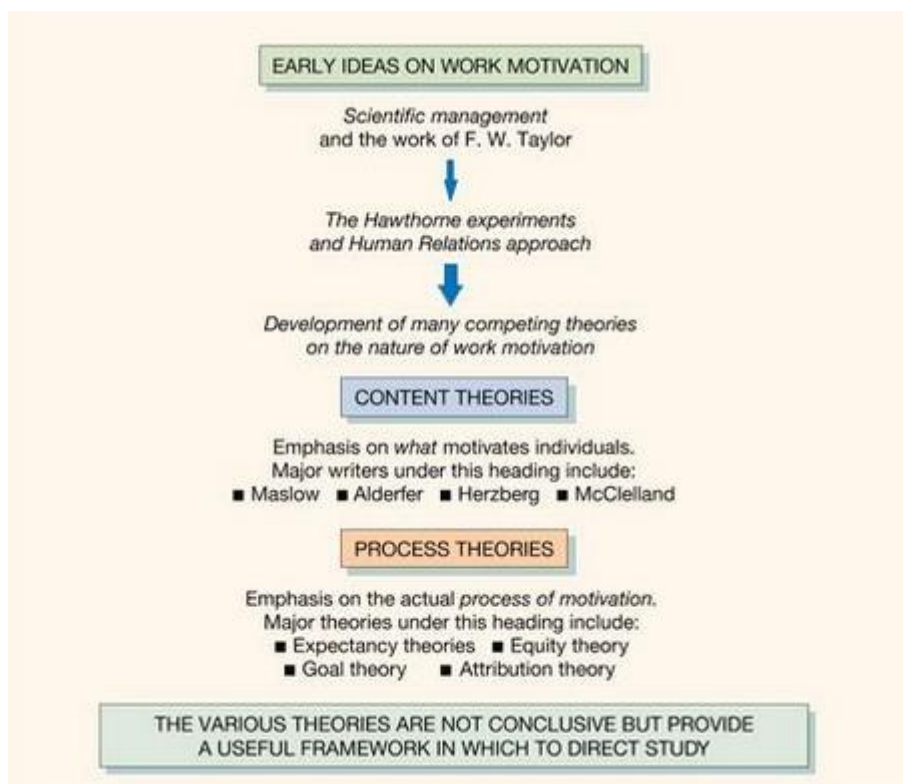 EARLY IDEAS ON WORK MOTIVATION
Scientific management
and the work of F. W. Taylor
The Hawthorne experiments
and Human Relations approach
Development of many competing theories
on the nature of work motivation
CONTENT THEORIES
Emphasis on what motivates individuals.
Major writers under this heading include:
■ Maslow ■ Alderfer ■ Herzberg ■ McClelland
PROCESS THEORIES
Emphasis on the actual process of motivation.
Major theories under this heading include:
■ Expectancy theories ■ Equity theory
■ Goal theory ■ Attribution theory
THE VARIOUS THEORIES ARE NOT CONCLUSIVE BUT PROVIDE
A USEFUL FRAMEWORK IN WHICH TO DIRECT STUDY